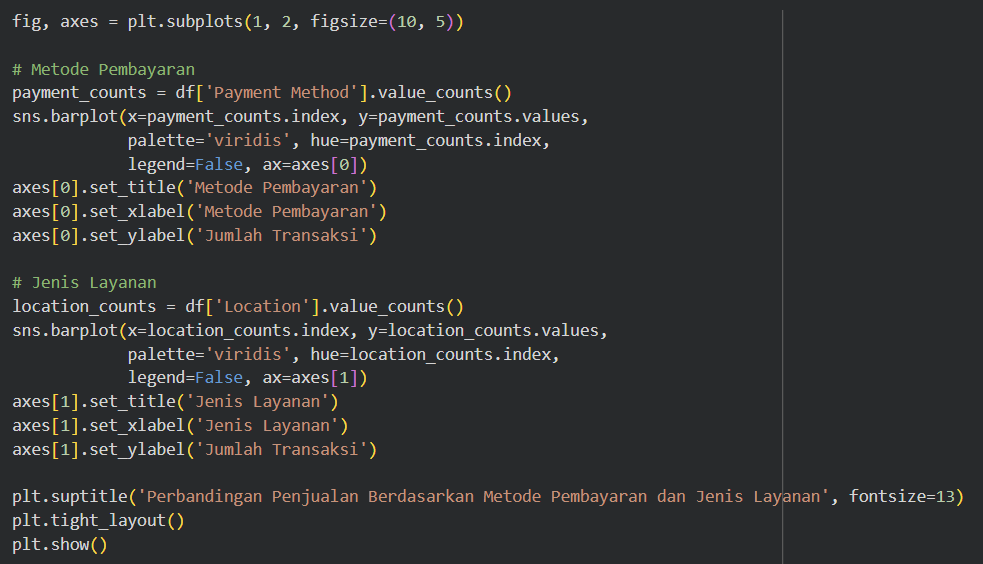 fig, axes = plt.subplots(1, 2, figsize=(10, 5))

# Metode Pembayaran
payment_counts = df['Payment Method'].value_counts()
sns.barplot(x=payment_counts.index, y=payment_counts.values,
            palette='viridis', hue=payment_counts.index,
            legend=False, ax=axes[0])
axes[0].set_title('Metode Pembayaran')
axes[0].set_xlabel('Metode Pembayaran')
axes[0].set_ylabel('Jumlah Transaksi')

# Jenis Layanan
location_counts = df['Location'].value_counts()
sns.barplot(x=location_counts.index, y=location_counts.values,
            palette='viridis', hue=location_counts.index,
            legend=False, ax=axes[1])
axes[1].set_title('Jenis Layanan')
axes[1].set_xlabel('Jenis Layanan')
axes[1].set_ylabel('Jumlah Transaksi')

plt.suptitle('Perbandingan Penjualan Berdasarkan Metode Pembayaran dan Jenis Layanan', fontsize=13)
plt.tight_layout()
plt.show()